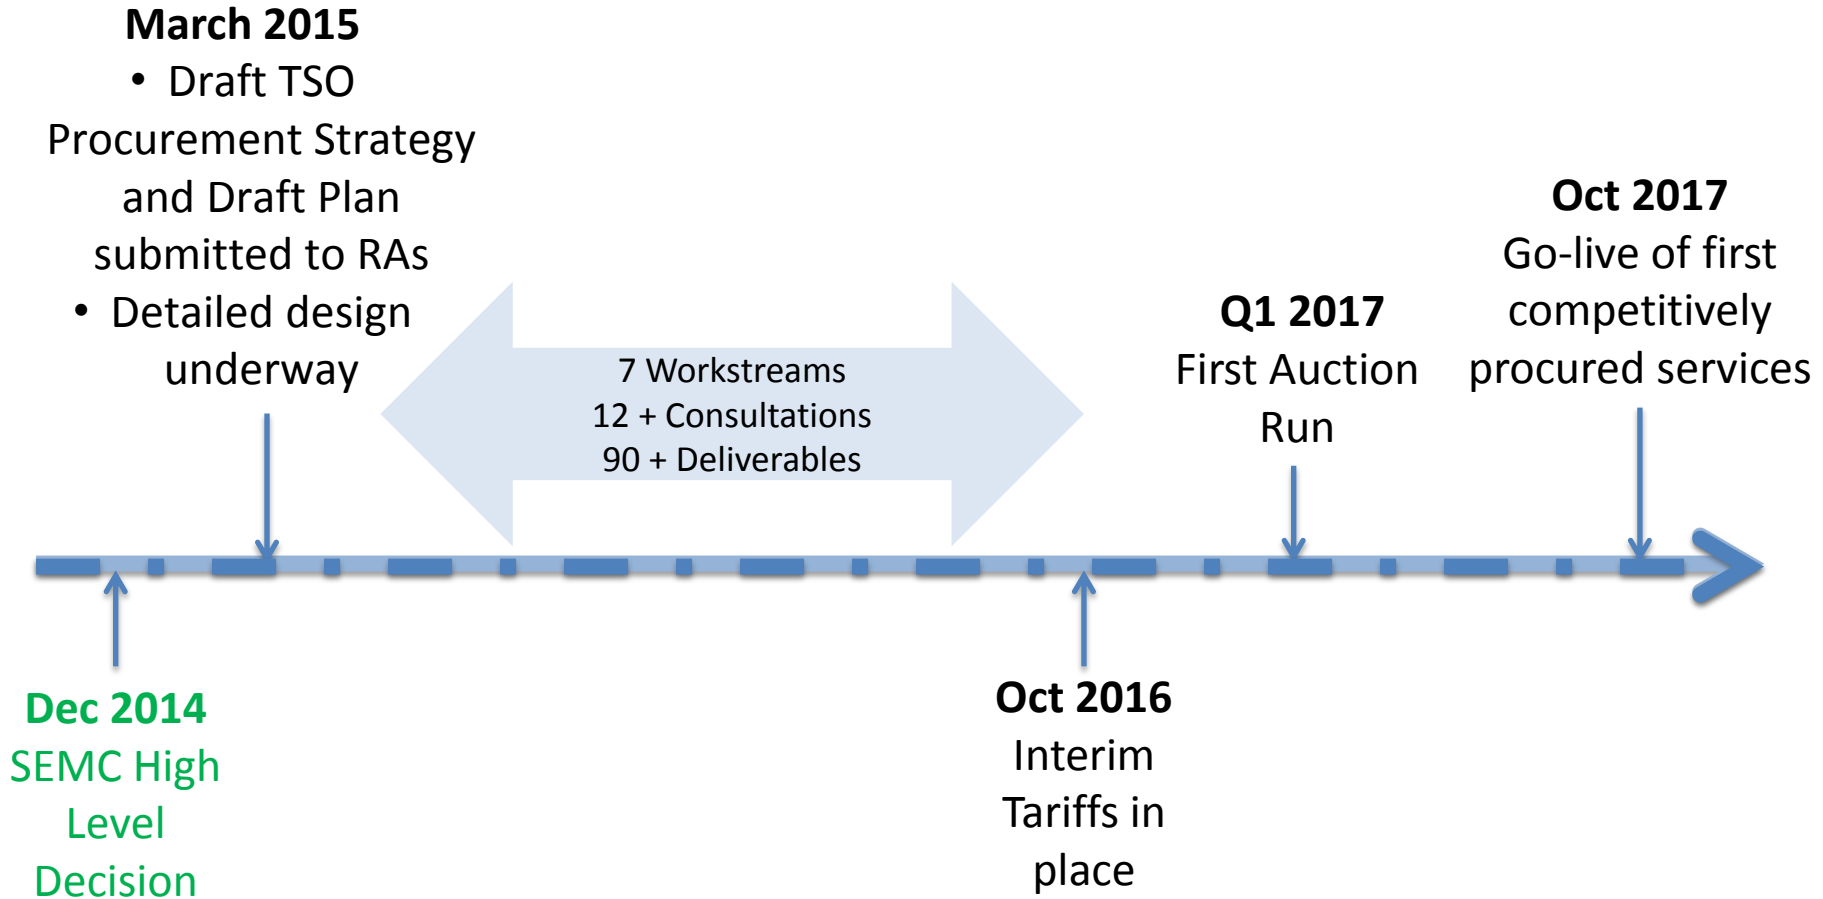 March 2015
• Draft TSO
Procurement Strategy
and Draft Plan
submitted to RAs
• Detailed design
underway
7 Workstreams
12 + Consultations
90 + Deliverables
Q1 2017
First Auction
Run
Oct 2017
Go-live of first
competitively
procured services
Dec 2014
SEMC High
Level
Decision
Oct 2016
Interim
Tariffs in
place